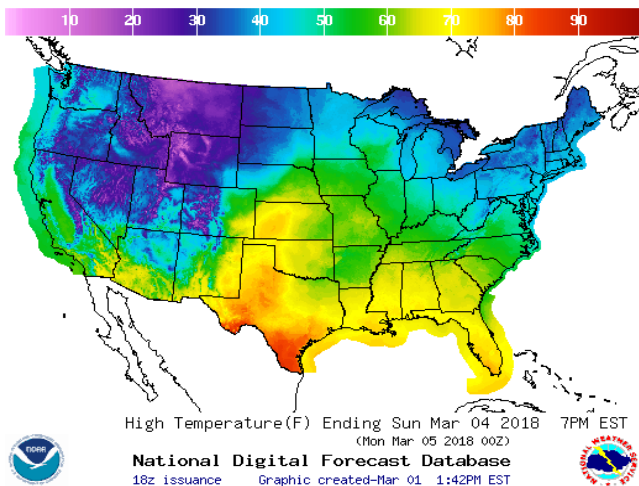 10 20 30 40 50 60 70 80 90
High Temperature(F) Ending Sun Mar 04 2018 7PM EST
(Mon Mar 05 2018 00Z)
National Digital Forecast Database
18z issuance Graphic created-Mar 01 1:42PM EST
NOAA
NATIONAL WEATHER SERVICE